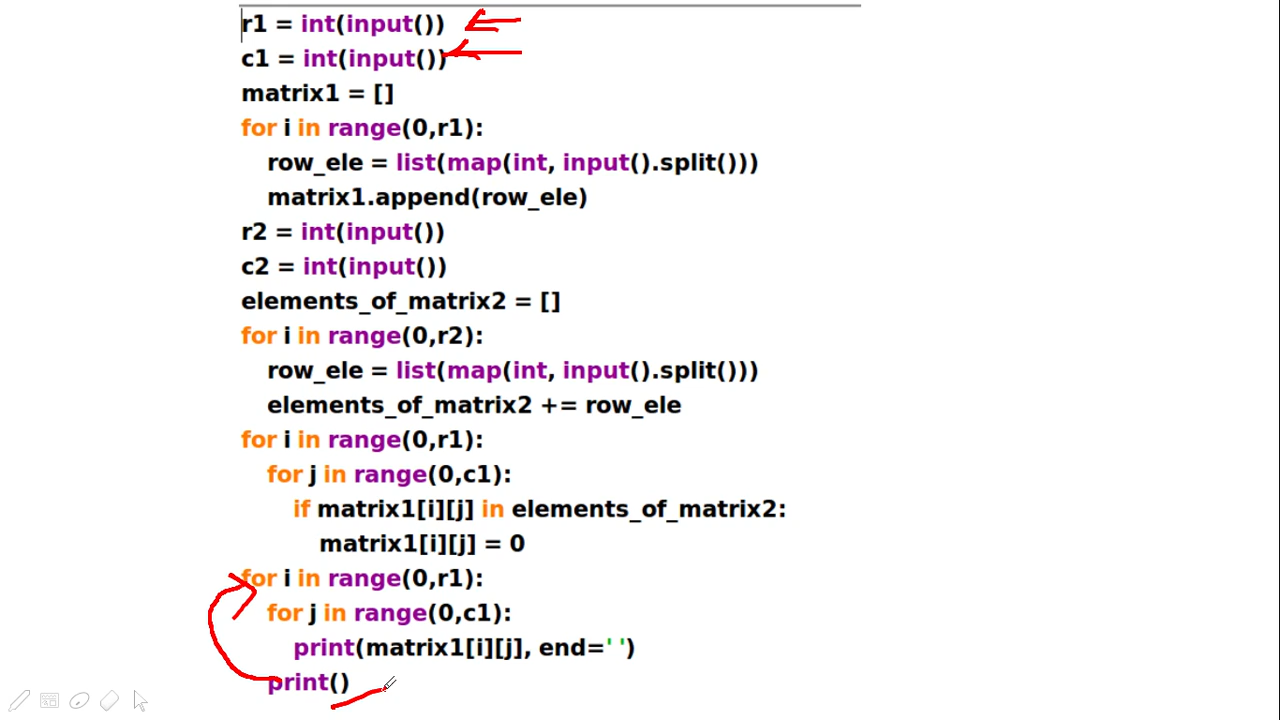 r1 = int(input())
c1 = int(input())
matrix1 = []
for i in range(0,r1):
row_ele = list(map(int, input().split()))
matrix1.append(row_ele)
r2 = int(input())
c2 = int(input())
elements_of_matrix2 = []
for i in range(0,r2):
row_ele = list(map(int, input().split()))
elements_of_matrix2 += row_ele
for i in range(0,r1):
for j in range(0,c1):
if matrix1[i][j] in elements_of_matrix2:
matrix1[i][j] = 0
for i in range(0,r1):
for j in range(0,c1):
print(matrix1[i][j], end=' ')
print()